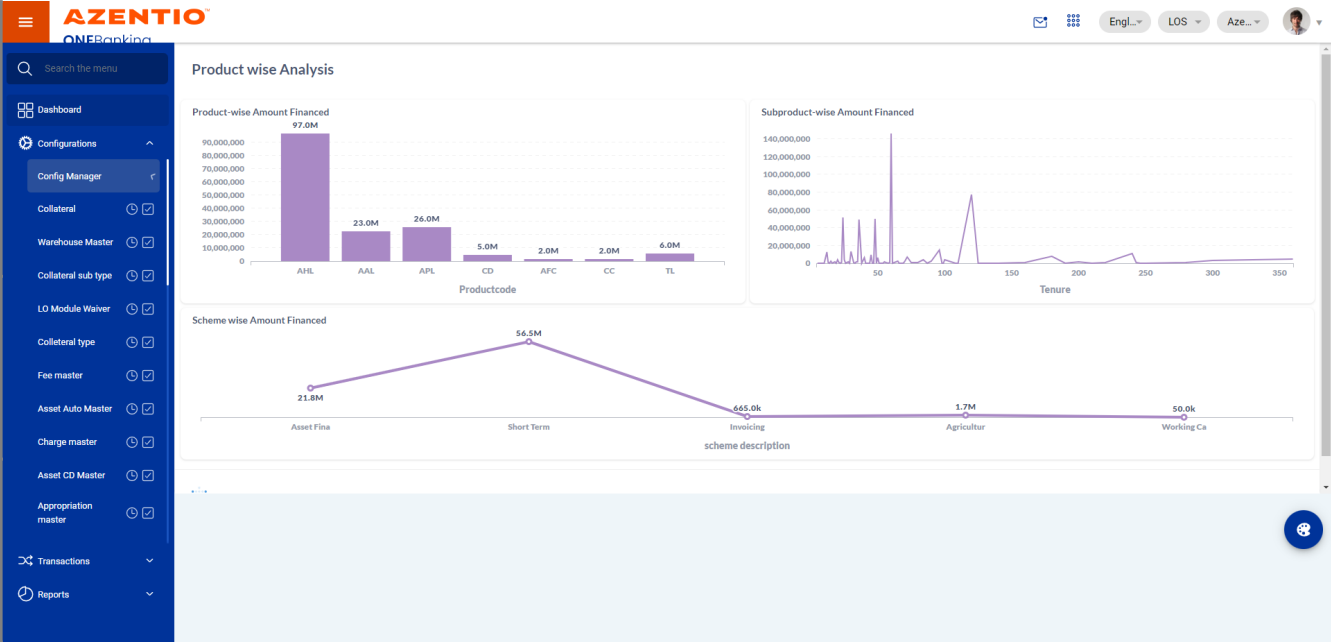 AZENTIO
ONEBanking
Engl...
LOS
Aze...
Search the menu
Dashboard
Configurations
Config Manager
Collateral
Warehouse Master
Collateral sub type
LO Module Waiver
Colleteral type
Fee master
Asset Auto Master
Charge master
Asset CD Master
Appropriation
master
Transactions
Reports
Product wise Analysis
Product-wise Amount Financed
97.0M
90,000,000
80,000,000
70,000,000
60,000,000
50,000,000
40,000,000
30,000,000
20,000,000
10,000,000
0
23.0M
26.0M
5.0M
2.0M
2.0M
6.0M
AHL AAL APL CD AFC CC TL
Productcode
Subproduct-wise Amount Financed
140,000,000
120,000,000
100,000,000
80,000,000
60,000,000
40,000,000
20,000,000
0
50 100 150 200 250 300 350
Tenure
Scheme wise Amount Financed
56.5M
21.8M
665.0k
1.7M
50.0k
Asset Fina Short Term Invoicing Agricultur Working Ca
scheme description